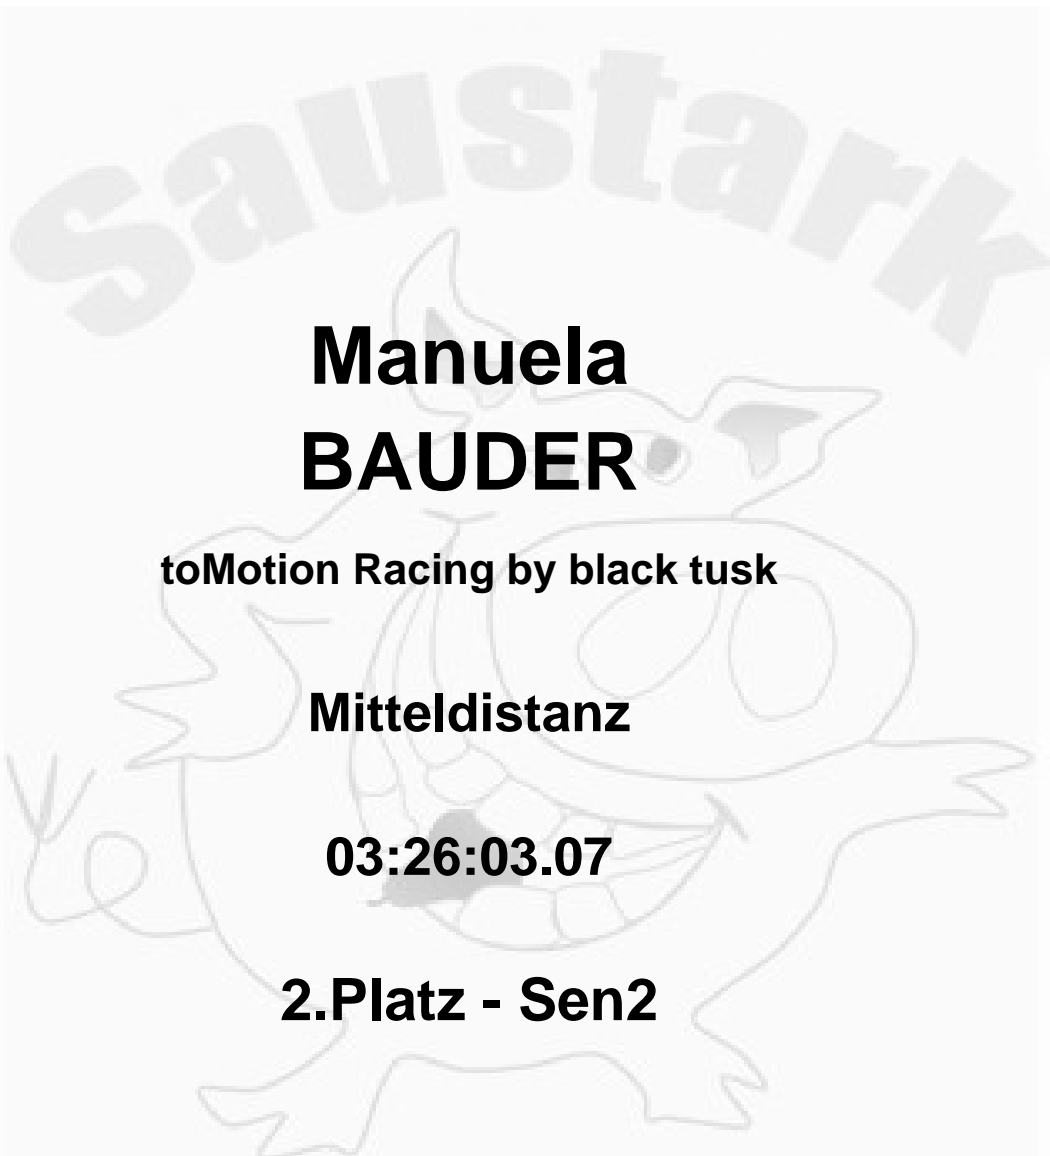 Saustark
Manuela
BAUDER
toMotion Racing by black tusk
Mitteldistanz
03:26:03.07
2.Platz - Sen2